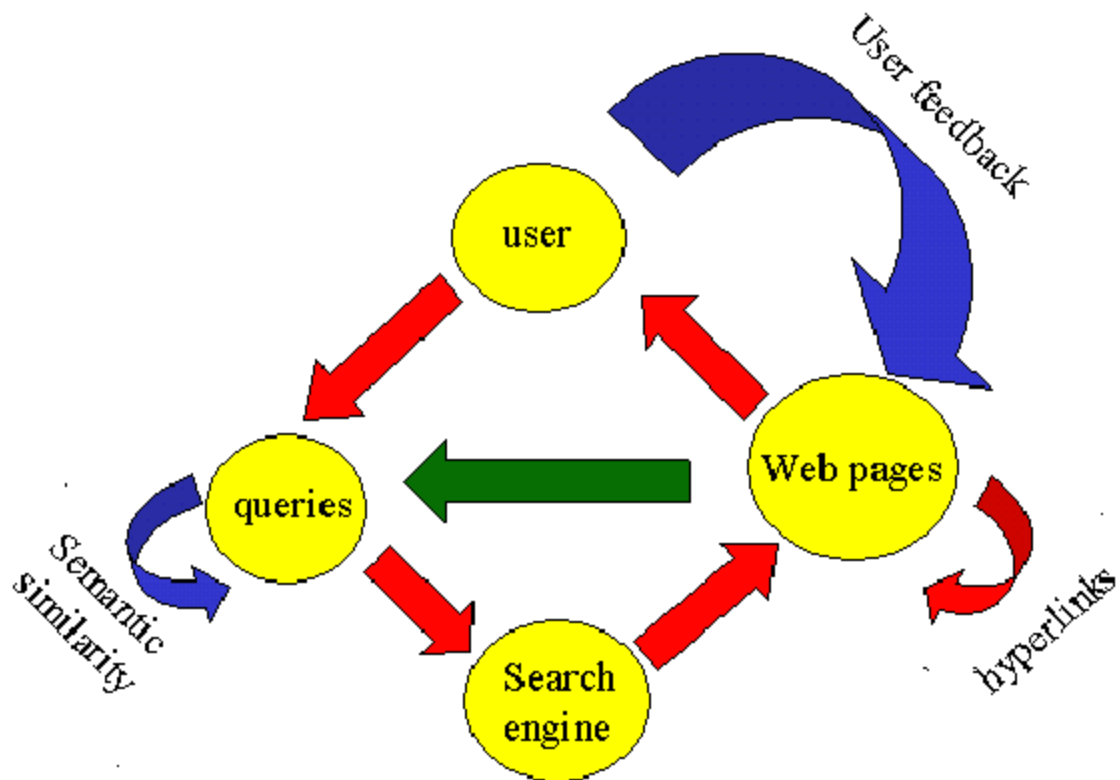 User feedback
user
Web pages
queries
Semantic
similarity
hyperlinks
Search
engine